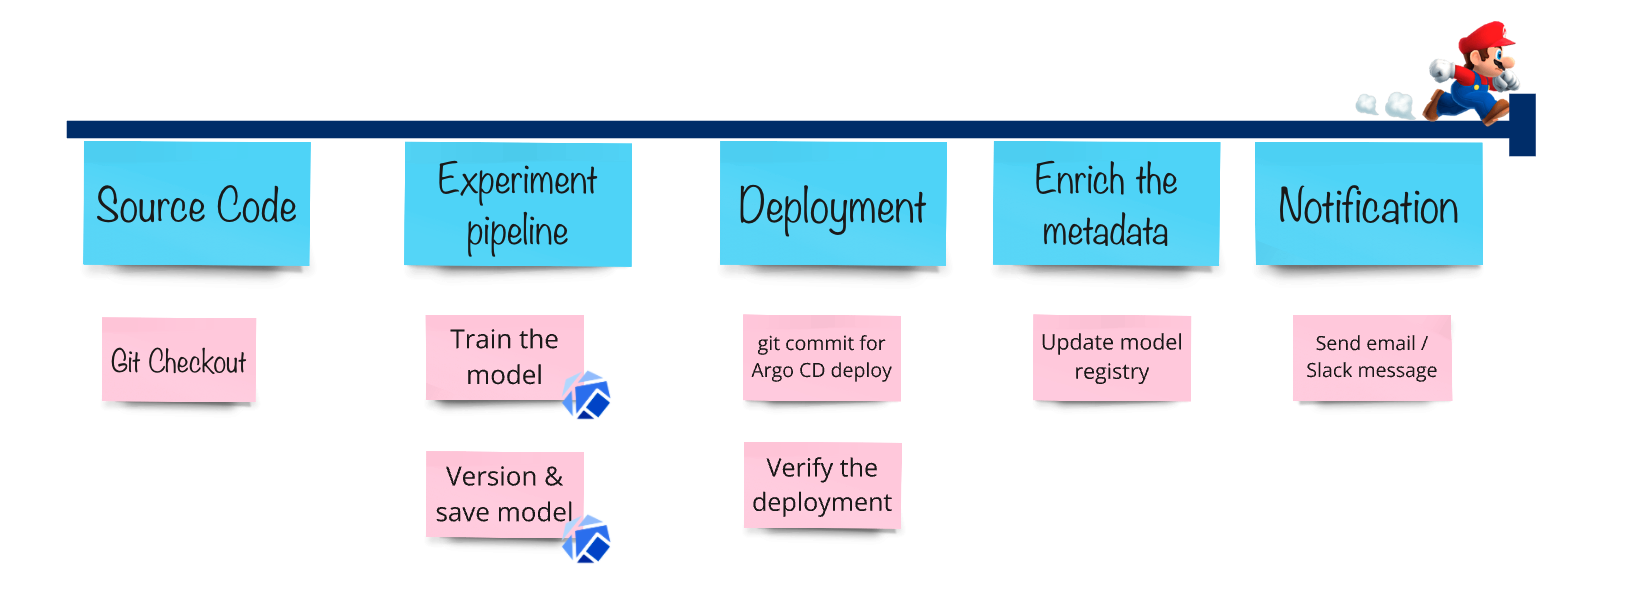 Source Code
Experiment
pipeline
Deployment
Enrich the
metadata
Notification
Git Checkout
Train the
model
git commit for
Argo CD deploy
Update model
registry
Send email /
Slack message
Version &
save model
Verify the
deployment